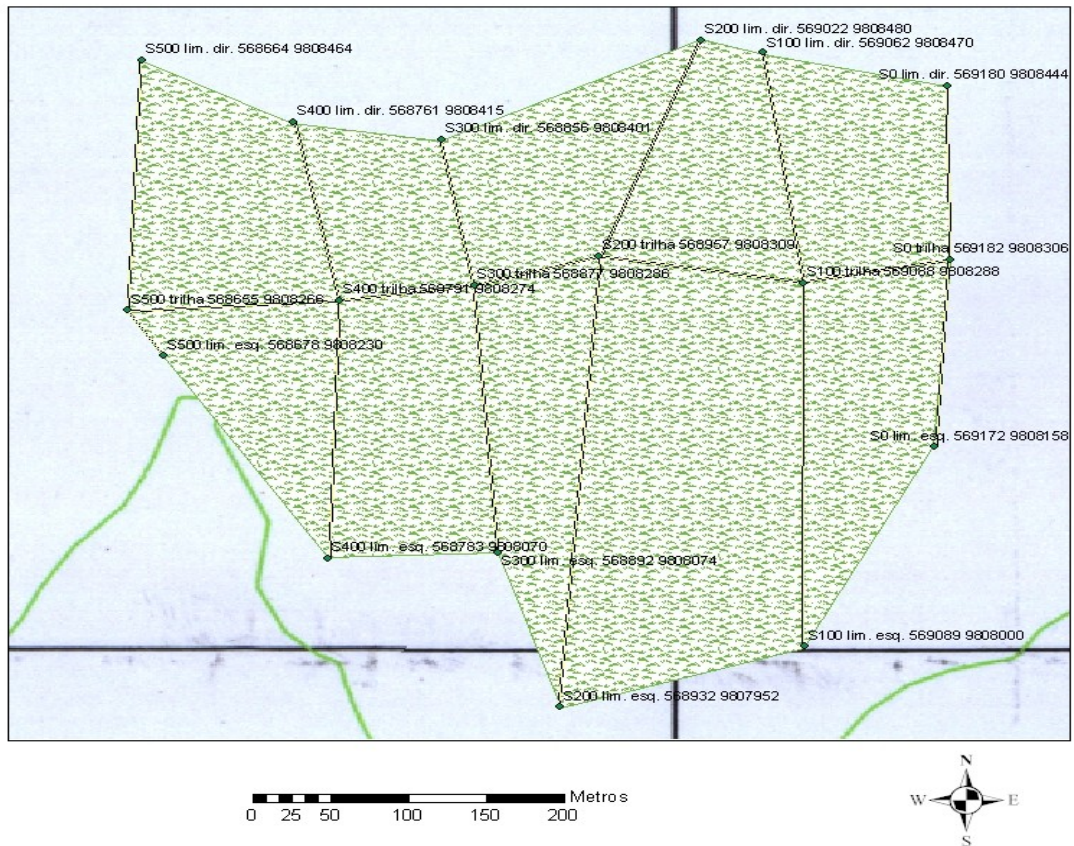 S200 lim. dir. 569022 9808480
S100 lim. dir. 569062 9808470
S500 lim. dir. 568664 9808464
S0 lim. dir. 569180 9808444
S400 lim. dir. 568761 9808415
S300 lim. dir. 568856 9808401
S200 trilha 568957 9808309
S0 trilha 569182 9808306
S300 trilha 568877 9808286
S100 trilha 569088 9808288
S400 trilha 569791 9808274
S500 trilha 568655 9808266
S500 lim. esq. 568678 9808230
S0 lim. esq. 569172 9808158
S400 lim. esq. 568783 9808070
S300 lim. esq. 568892 9808074
S100 lim. esq. 569089 9808000
S200 lim. esq. 568932 9807952
Metros
0 25 50 100 150 200
N
W E
S